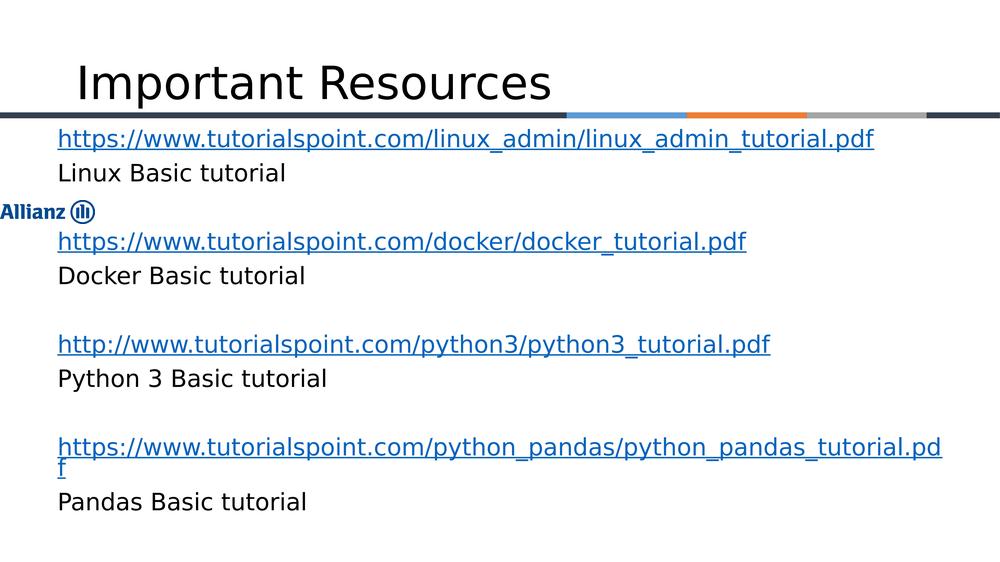 Important Resources
https://www.tutorialspoint.com/linux_admin/linux_admin_tutorial.pdf
Linux Basic tutorial
Allianz
https://www.tutorialspoint.com/docker/docker_tutorial.pdf
Docker Basic tutorial
http://www.tutorialspoint.com/python3/python3_tutorial.pdf
Python 3 Basic tutorial
https://www.tutorialspoint.com/python_pandas/python_pandas_tutorial.pd
f
Pandas Basic tutorial